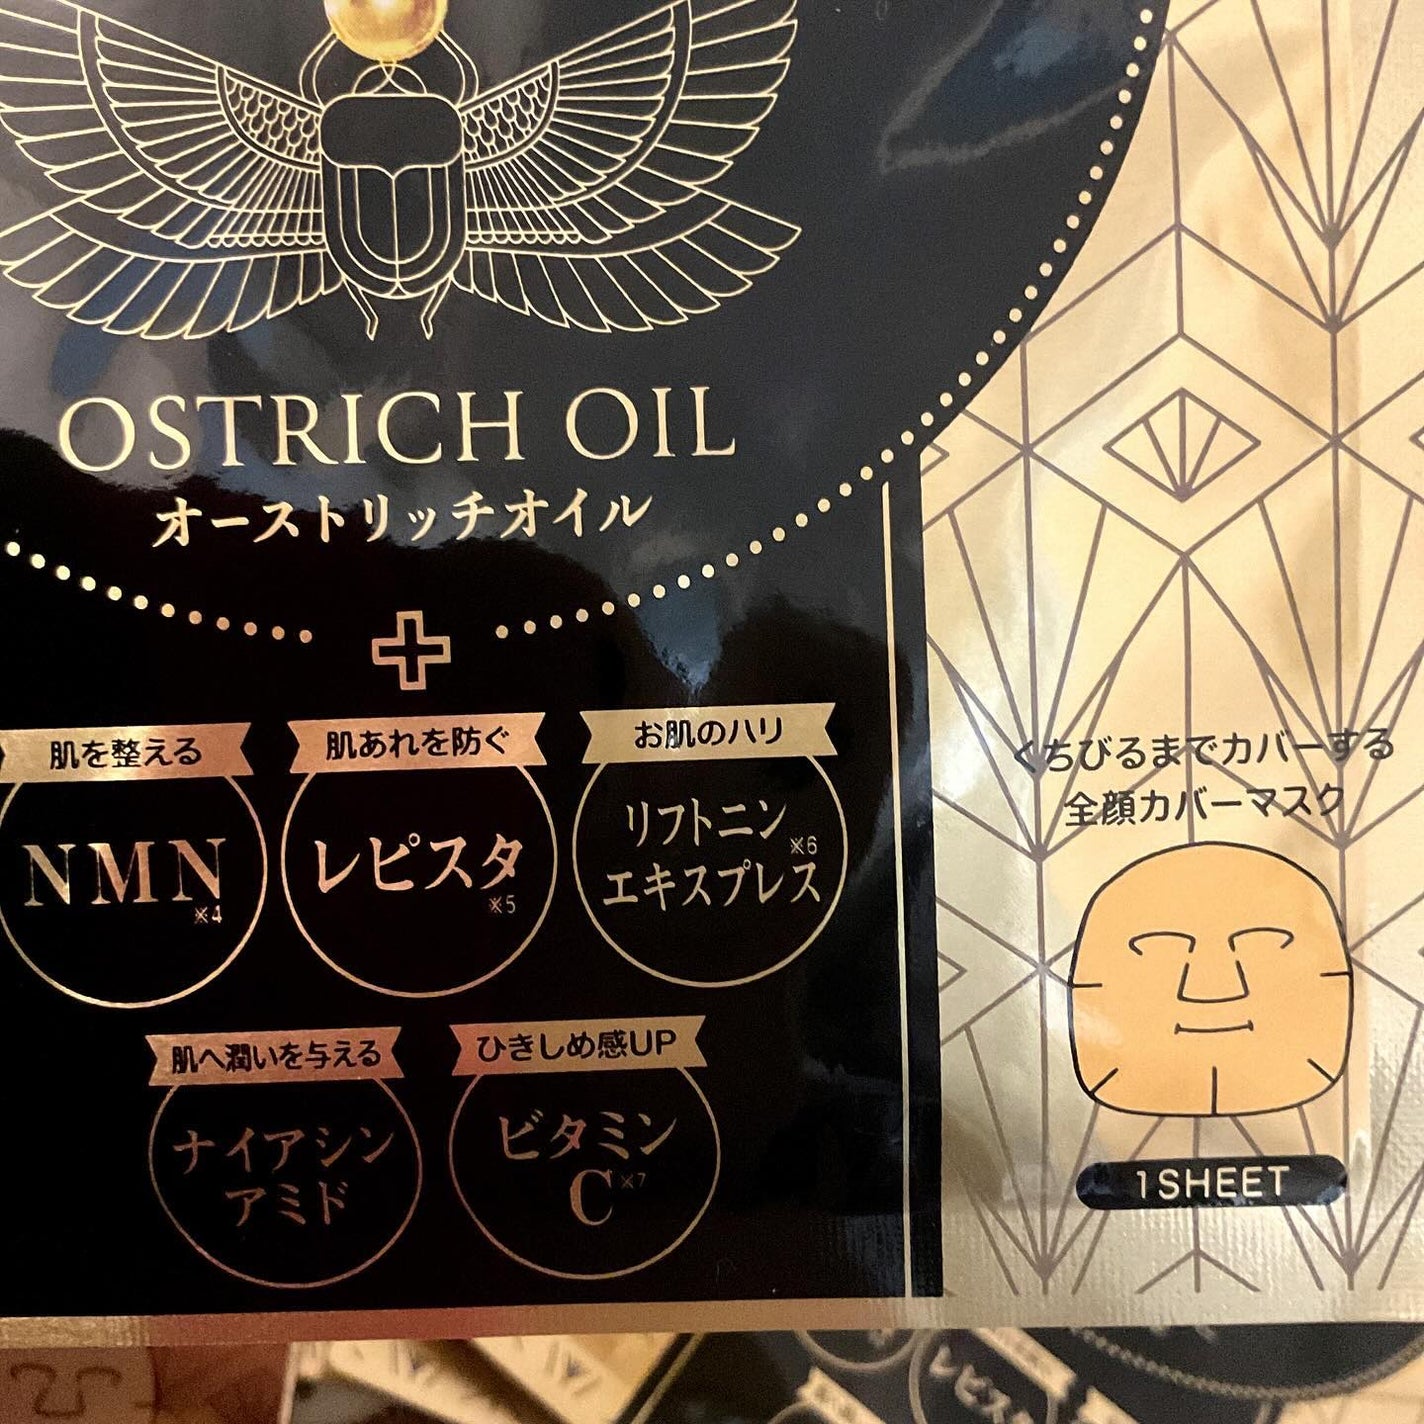 OSTRICH OIL
オーストリッチオイル
肌を整える
NMN
※4
肌あれを防ぐ
レピスタ
※5
お肌のハリ
リフトニン
エキスプレス
※6
肌へ潤いを与える
ナイアシン
アミド
ひきしめ感UP
ビタミン
C※7
くちびるまでカバーする
全顔カバーマスク
1SHEET
レピスタ